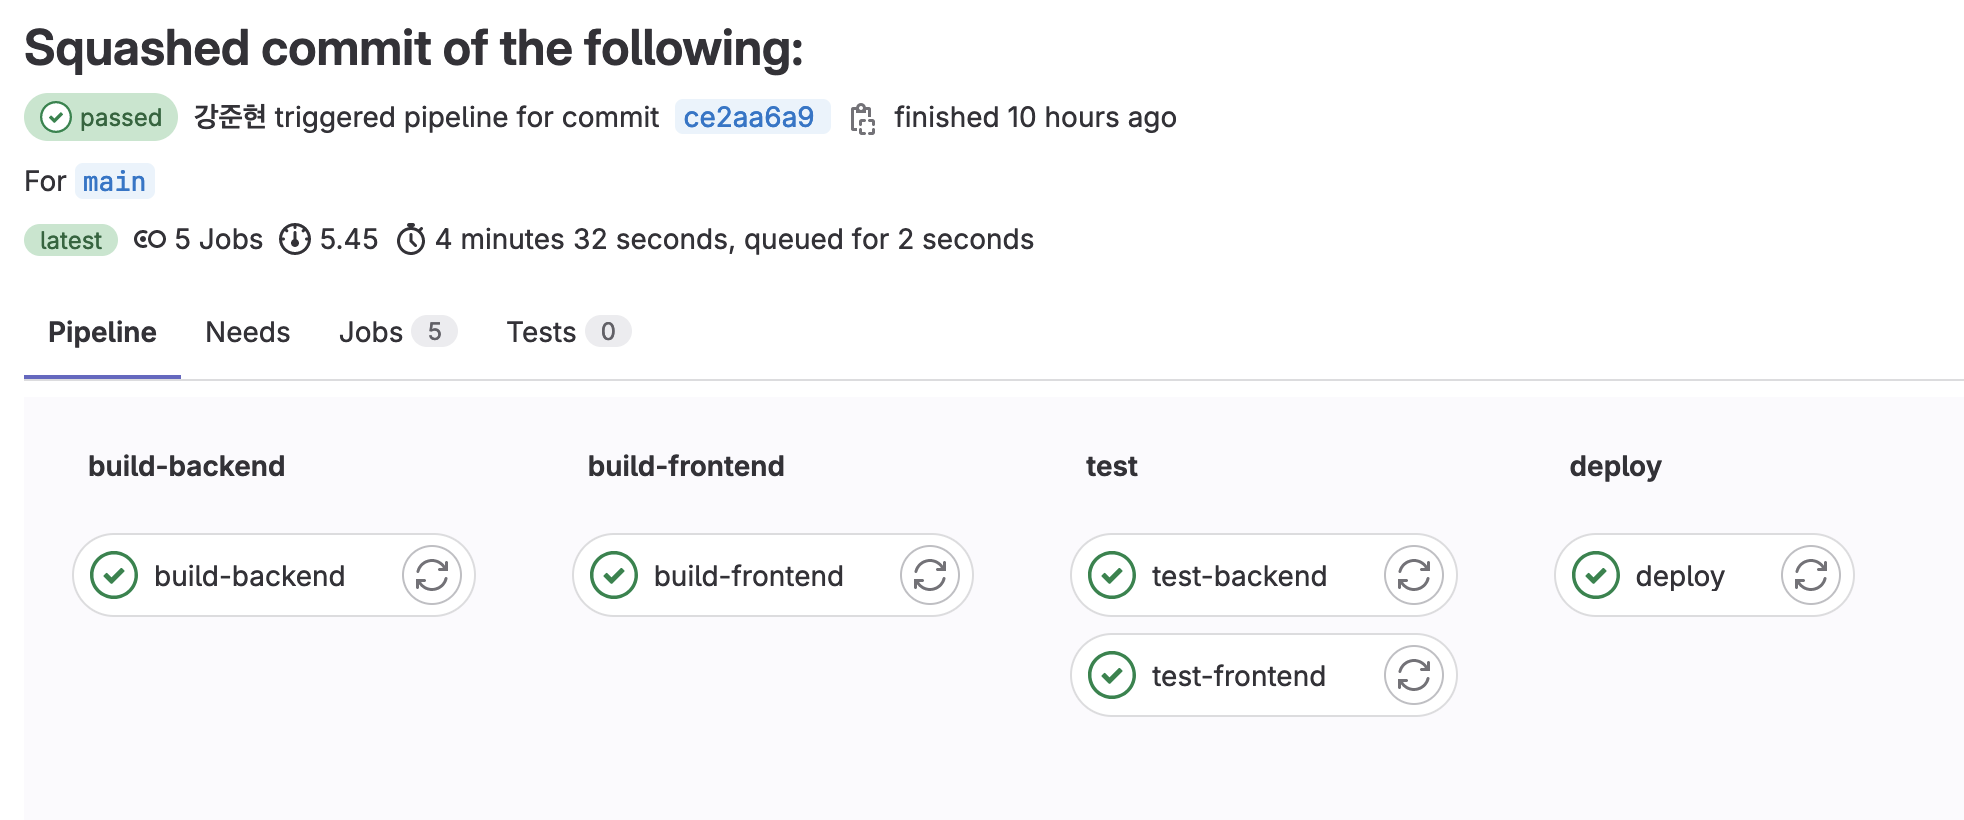 Squashed commit of the following:
passed 강준현 triggered pipeline for commit ce2aa6a9 finished 10 hours ago
For main
latest 5 Jobs 5.45 4 minutes 32 seconds, queued for 2 seconds
Pipeline Needs Jobs 5 Tests 0
build-backend build-frontend test deploy
build-backend build-frontend test-backend deploy
test-frontend